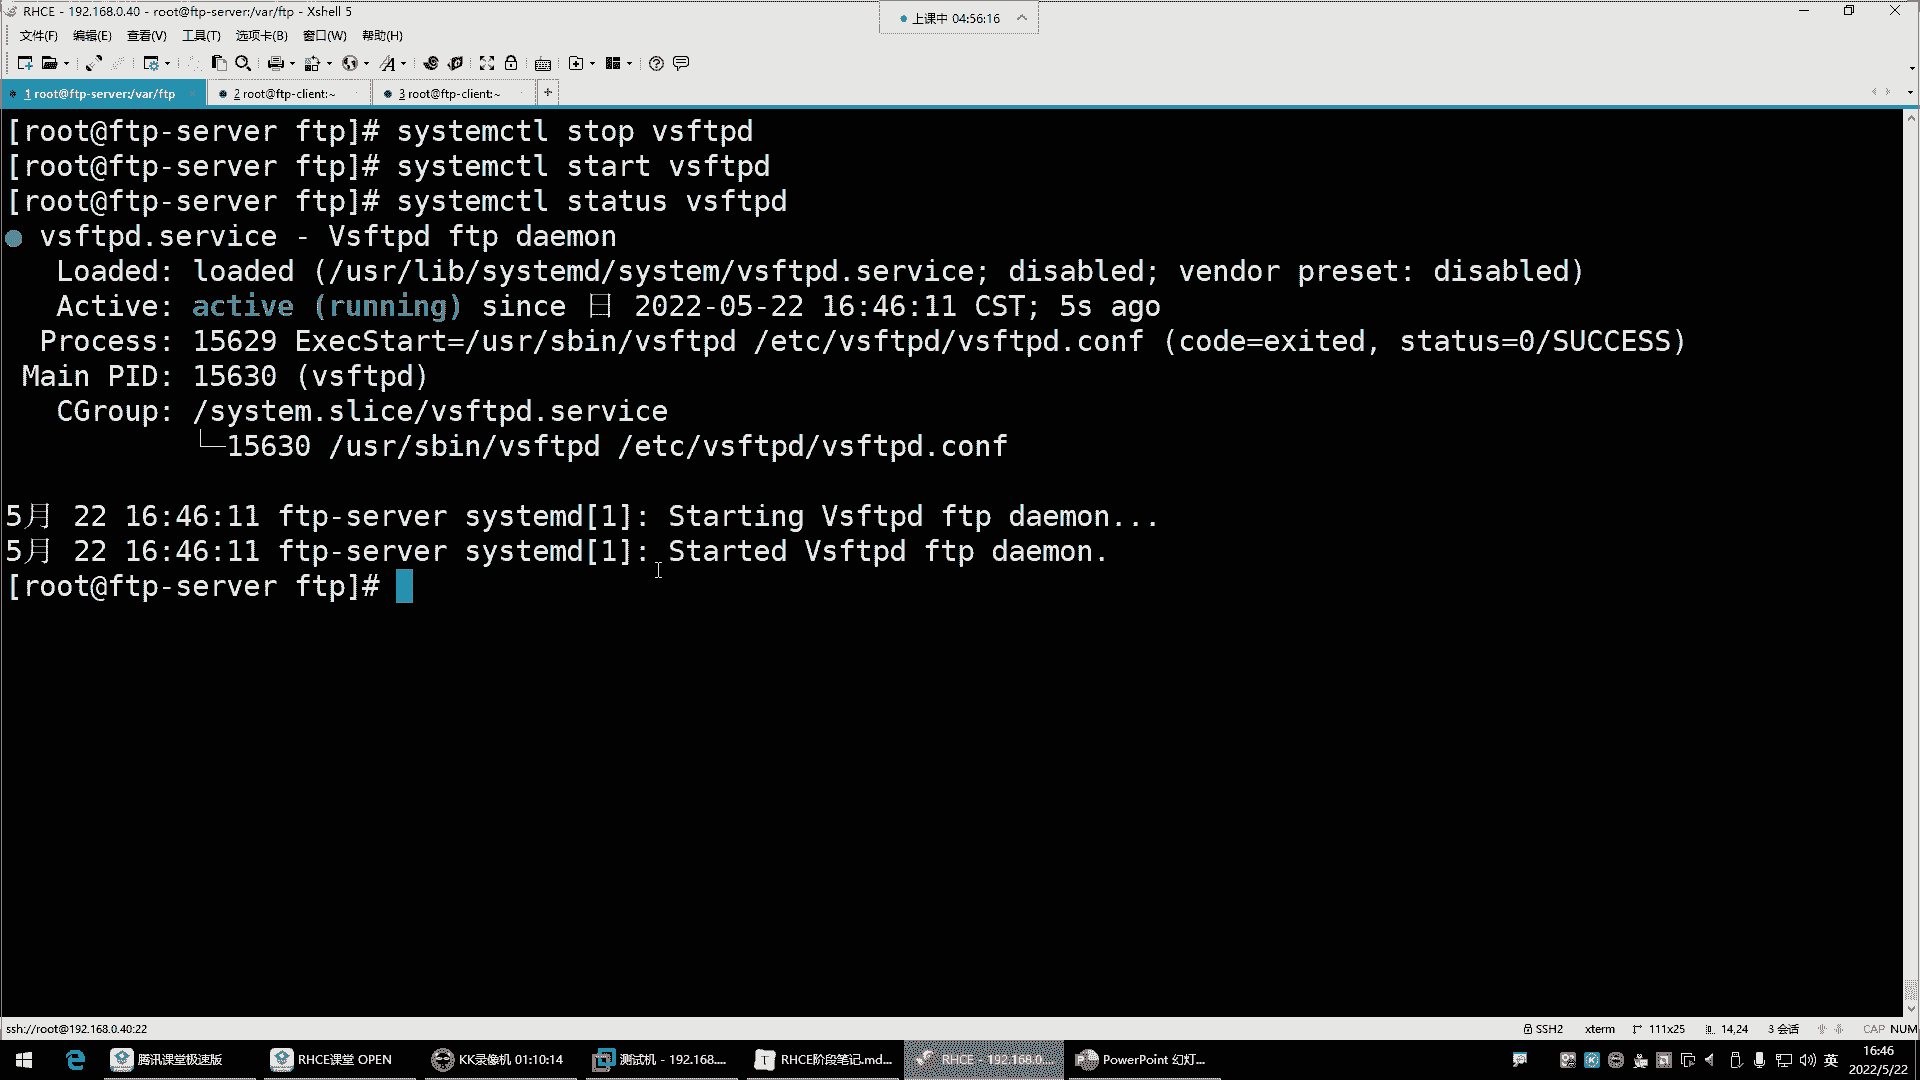 RHCE - 192.168.0.40 - root@ftp-server:/var/ftp - Xshell 5
上课中 04:56:16
文件(F) 编辑(E) 查看(V) 工具(T) 选项卡(B) 窗口(W) 帮助(H)
1 root@ftp-server:/var/ftp 2 root@ftp-client:~ 3 root@ftp-client:~
[root@ftp-server ftp]# systemctl stop vsftpd
[root@ftp-server ftp]# systemctl start vsftpd
[root@ftp-server ftp]# systemctl status vsftpd
● vsftpd.service - Vsftpd ftp daemon
Loaded: loaded (/usr/lib/systemd/system/vsftpd.service; disabled; vendor preset: disabled)
Active: active (running) since 日 2022-05-22 16:46:11 CST; 5s ago
Process: 15629 ExecStart=/usr/sbin/vsftpd /etc/vsftpd/vsftpd.conf (code=exited, status=0/SUCCESS)
Main PID: 15630 (vsftpd)
CGroup: /system.slice/vsftpd.service
└─15630 /usr/sbin/vsftpd /etc/vsftpd/vsftpd.conf
5月 22 16:46:11 ftp-server systemd[1]: Starting Vsftpd ftp daemon...
5月 22 16:46:11 ftp-server systemd[1]: Started Vsftpd ftp daemon.
[root@ftp-server ftp]#
ssh://root@192.168.0.40:22 SSH2 xterm 111x25 14,24 3 会话 CAP NUM
腾讯课堂极速版 RHCE课堂 OPEN KK录像机 01:10:14 测试机 - 192.168.... RHCE阶段笔记.md... RHCE - 192.168.0.... PowerPoint 幻灯... 英 16:46
2022/5/22